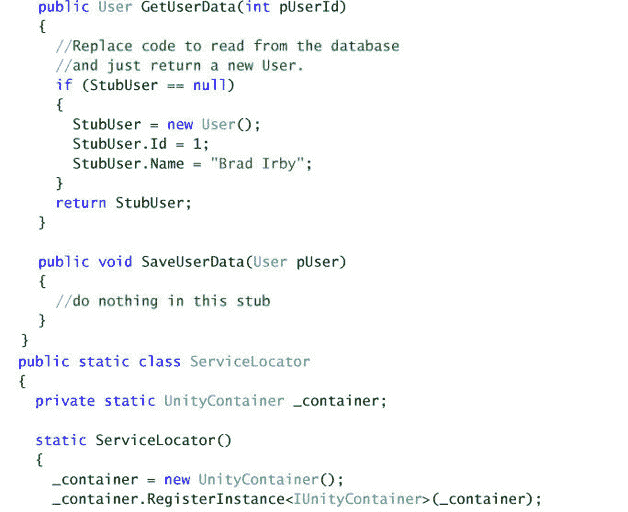 public User GetUserData(int pUserId)
{
//Replace code to read from the database
//and just return a new User.
if (StubUser == null)
{
StubUser = new User();
StubUser.Id = 1;
StubUser.Name = "Brad Irby";
}
return StubUser;
}
public void SaveUserData(User pUser)
{
//do nothing in this stub
}
}
public static class ServiceLocator
{
private static UnityContainer _container;
static ServiceLocator()
{
_container = new UnityContainer();
_container.RegisterInstance<IUnityContainer>(_container);